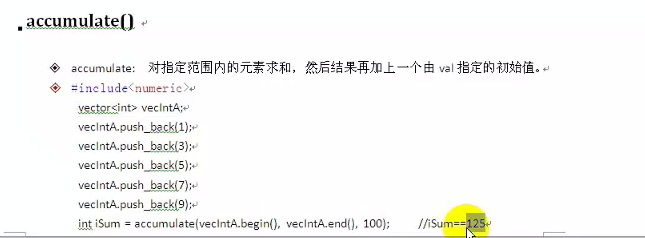 accumulate()
accumulate: 对指定范围内的元素求和，然后结果再加上一个由 val 指定的初始值。
#include<numeric>
vector<int> vecIntA;
vecIntA.push_back(1);
vecIntA.push_back(3);
vecIntA.push_back(5);
vecIntA.push_back(7);
vecIntA.push_back(9);
int iSum = accumulate(vecIntA.begin(), vecIntA.end(), 100); //iSum==125